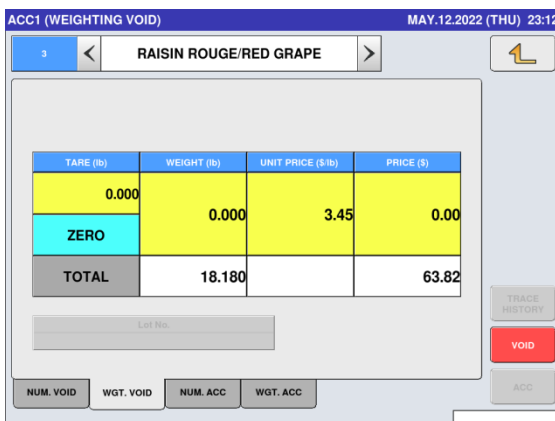 ACC1 (WEIGHTING VOID) MAY.12.2022 (THU) 23:12
3 < RAISIN ROUGE/RED GRAPE >
TARE (lb) WEIGHT (lb) UNIT PRICE ($/lb) PRICE ($)
0.000
0.000 3.45 0.00
ZERO
TOTAL 18.180 63.82
TRACE
HISTORY
Lot No.
VOID
NUM. VOID WGT. VOID NUM. ACC WGT. ACC ACC